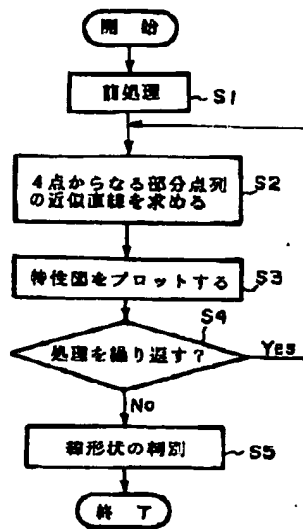 開始
前処理
S1
4点からなる部分点列
の近似直線を求める
S2
特性図をプロットする
S3
S4
処理を繰り返す?
Yes
No
線形状の判別
S5
終了